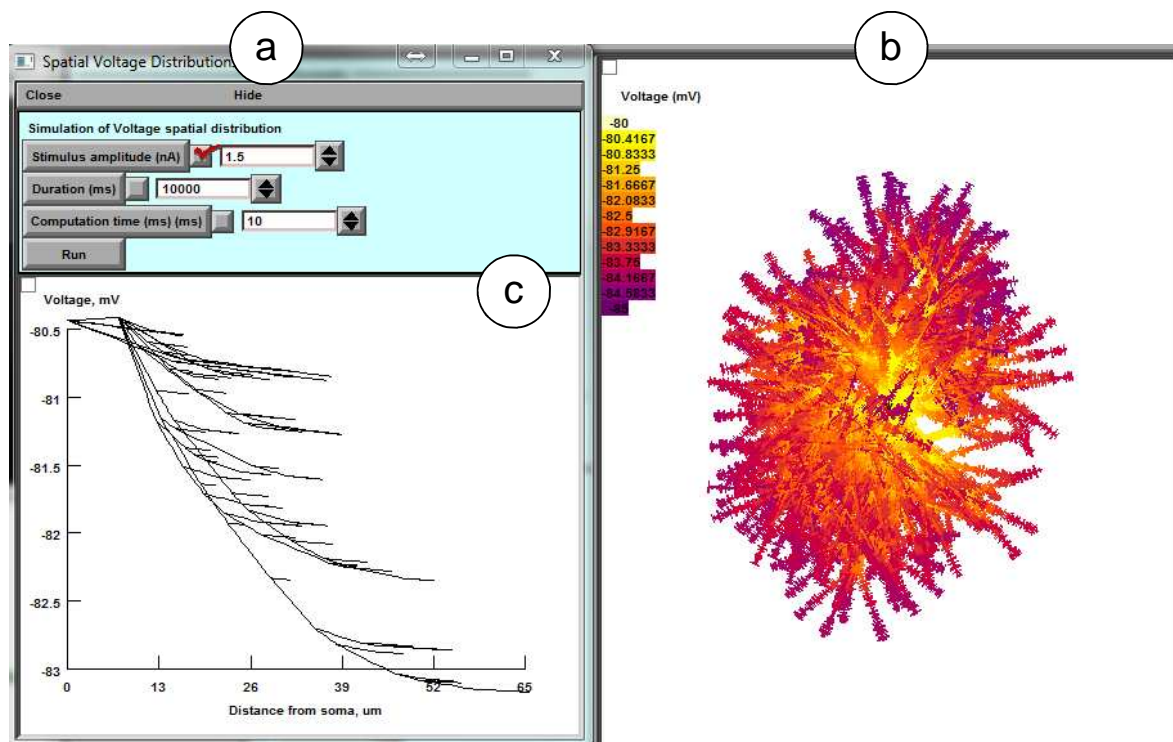 a
Spatial Voltage Distribution
Close Hide
Simulation of Voltage spatial distribution
Stimulus amplitude (nA) 1.5
Duration (ms) 10000
Computation time (ms) (ms) 10
Run
c
Voltage, mV
-80.5
-81
-81.5
-82
-82.5
-83
0 13 26 39 52 65
Distance from soma, um
b
Voltage (mV)
-80
-80.4167
-80.8333
-81.25
-81.6667
-82.0833
-82.5
-82.9167
-83.3333
-83.75
-84.1667
-84.5833
-85